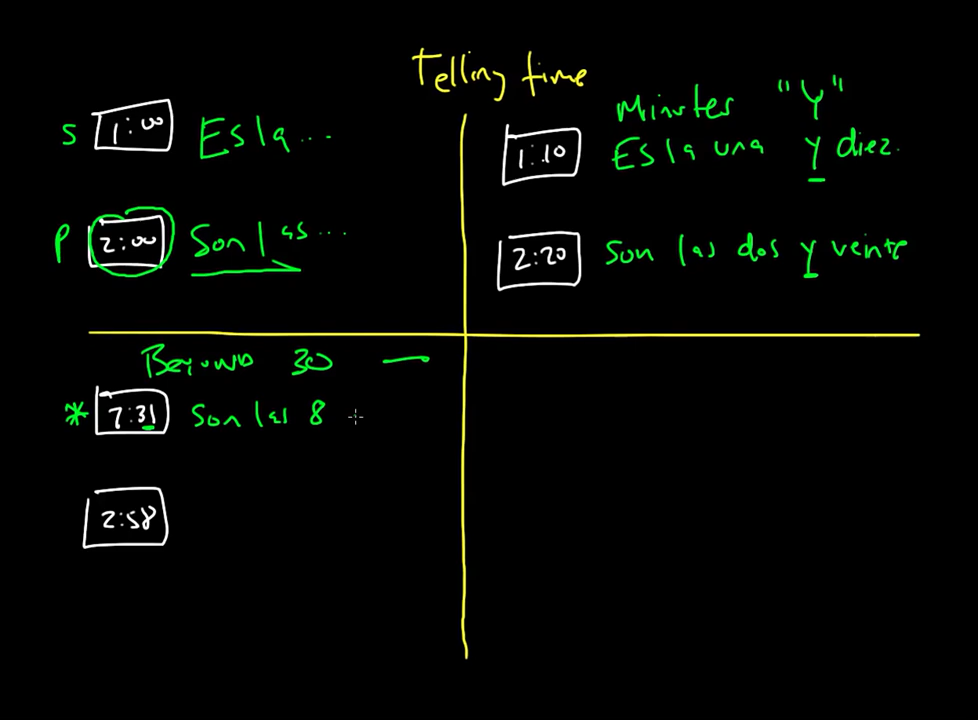 Telling time
S 1:00 Es la ...
P 2:00 Son las ...
Minutes "Y"
1:10 Es la una y diez.
2:20 Son las dos y veinte
Beyond 30 —
* 7:31 Son las 8
2:58